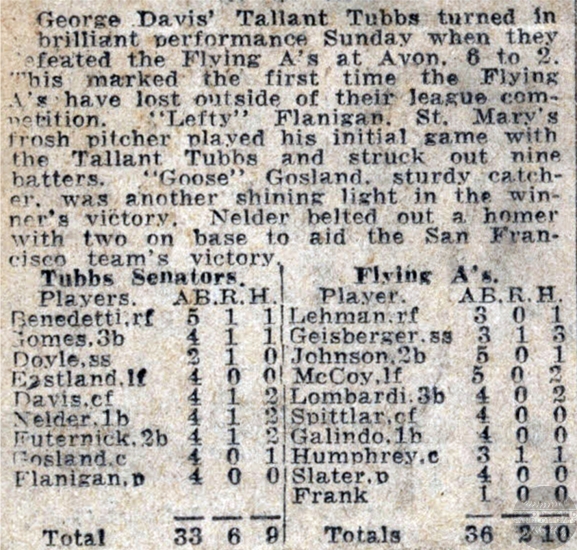 George Davis' Tallant Tubbs turned in
brilliant performance Sunday when they
efeated the Flying A's at Avon, 6 to 2.
This marked the first time the Flying
A's have lost outside of their league com-
petition. "Lefty" Flanigan, St. Mary's
frosh pitcher played his initial game with
the Tallant Tubbs and struck out nine
batters. "Goose" Gosland, sturdy catch-
er, was another shining light in the win-
ner's victory. Nelder belted out a homer
with two on base to aid the San Fran-
cisco team's victory.
Tubbs Senators.
Players. AB. R. H.
Benedetti, rf 5 1 1
Gomes, 3b 4 1 1
Doyle, ss 2 1 0
Eastland, lf 4 0 0
Davis, cf 4 1 2
Nelder, 1b 4 1 2
Futernick, 2b 4 1 2
Gosland, c 4 0 1
Flanigan, p 4 0 0
Total 33 6 9
Flying A's.
Player. AB. R. H.
Lehman, rf 3 0 1
Geisberger, ss 3 1 3
Johnson, 2b 5 0 1
McCoy, lf 5 0 2
Lombardi, 3b 4 0 2
Spittlar, cf 4 0 0
Galindo, 1b 4 0 0
Humphrey, c 3 1 1
Slater, p 4 0 0
Frank 1 0 0
Totals 36 2 10